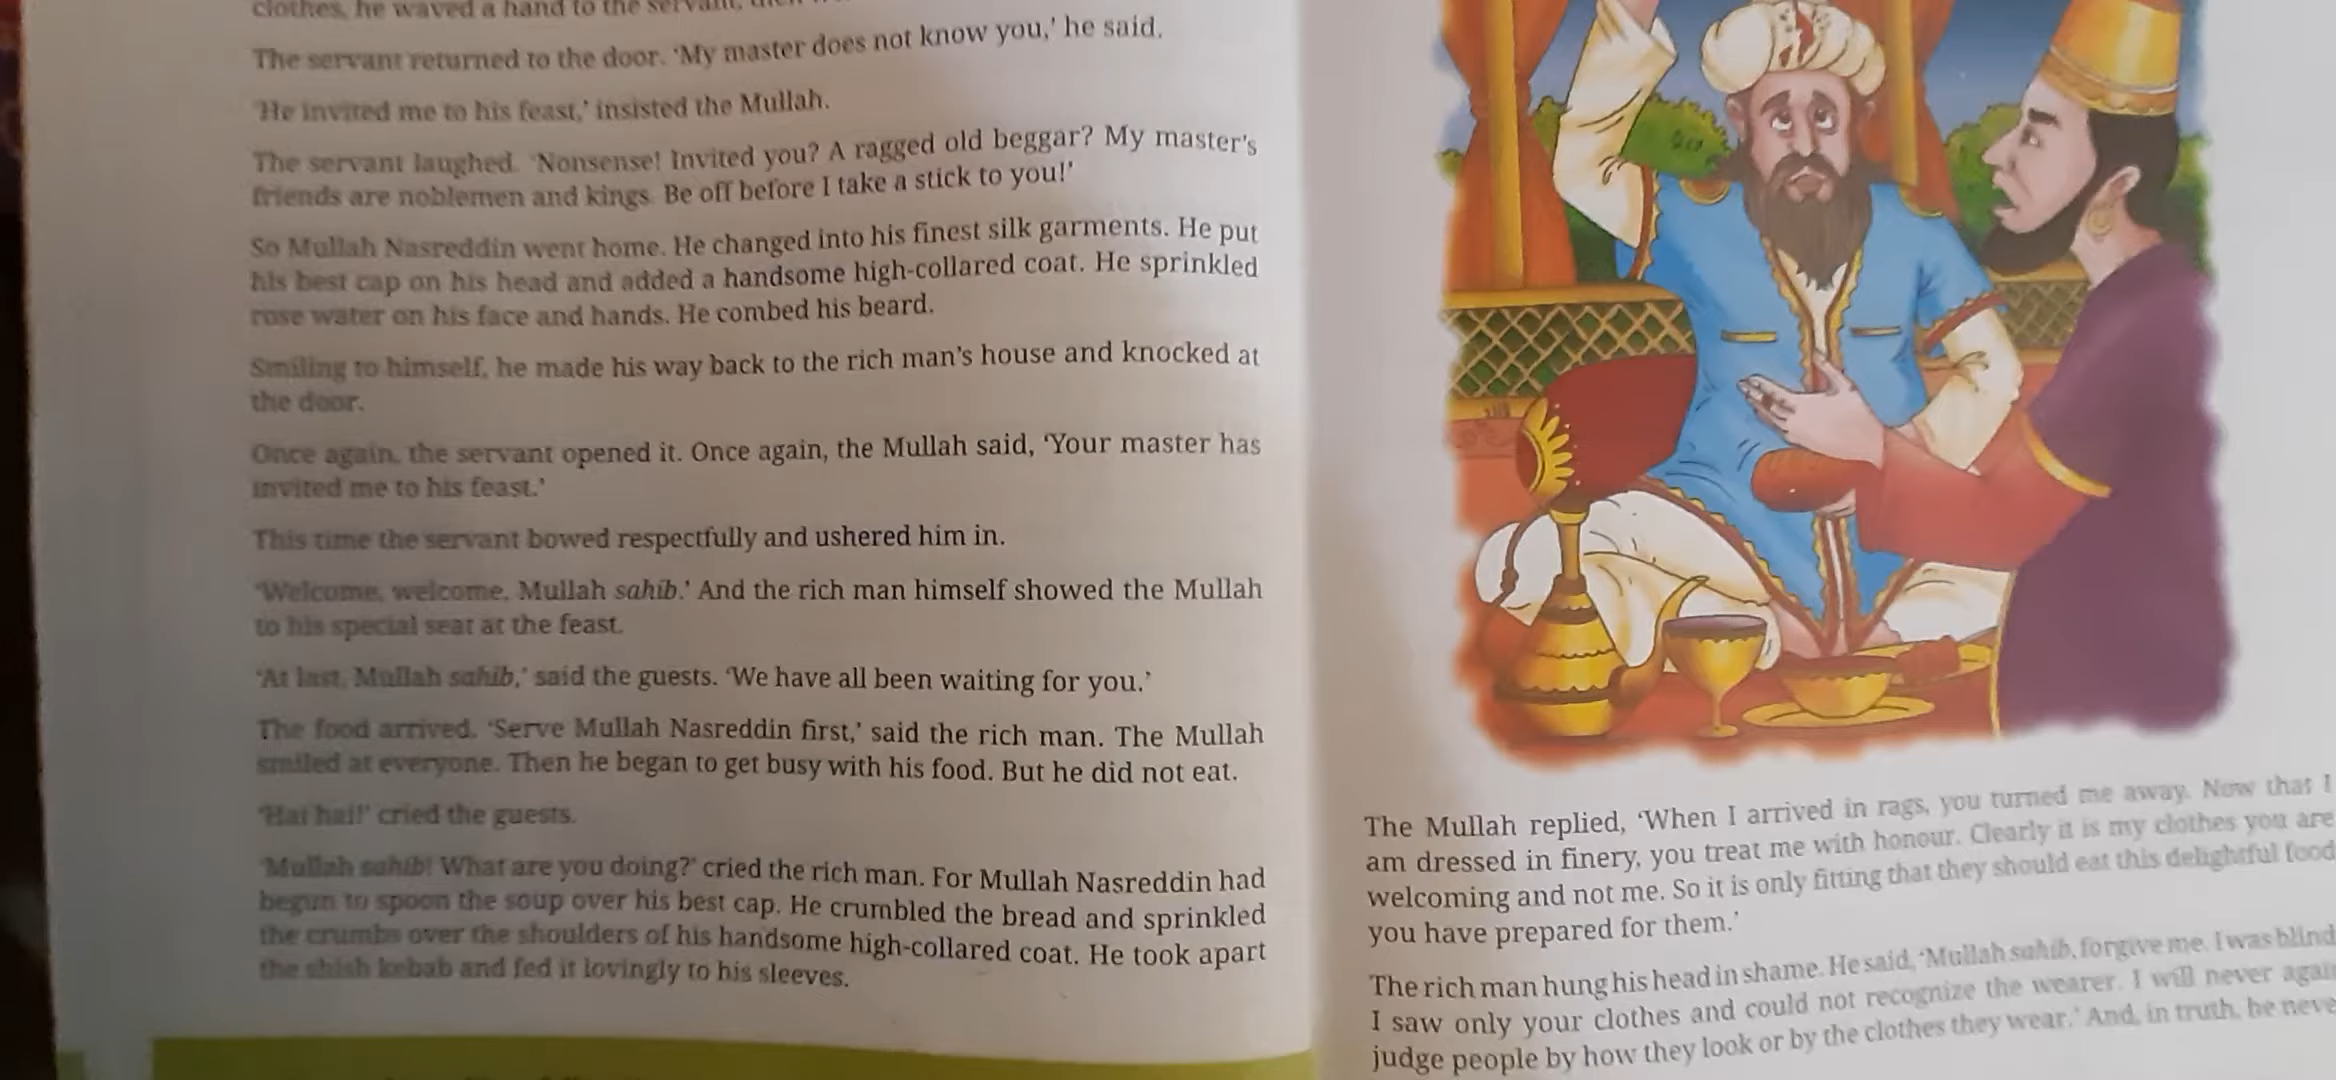 clothes, he waved a hand to the servant,
The servant returned to the door. ‘My master does not know you,’ he said.
‘He invited me to his feast,’ insisted the Mullah.
The servant laughed. ‘Nonsense! Invited you? A ragged old beggar? My master’s
friends are noblemen and kings. Be off before I take a stick to you!’
So Mullah Nasreddin went home. He changed into his finest silk garments. He put
his best cap on his head and added a handsome high-collared coat. He sprinkled
rose water on his face and hands. He combed his beard.
Smiling to himself, he made his way back to the rich man’s house and knocked at
the door.
Once again, the servant opened it. Once again, the Mullah said, ‘Your master has
invited me to his feast.’
This time the servant bowed respectfully and ushered him in.
‘Welcome, welcome, Mullah sahib.’ And the rich man himself showed the Mullah
to his special seat at the feast.
‘At last, Mullah sahib,’ said the guests. ‘We have all been waiting for you.’
The food arrived. ‘Serve Mullah Nasreddin first,’ said the rich man. The Mullah
smiled at everyone. Then he began to get busy with his food. But he did not eat.
‘Hai hai!’ cried the guests.
‘Mullah sahib! What are you doing?’ cried the rich man. For Mullah Nasreddin had
begun to spoon the soup over his best cap. He crumbled the bread and sprinkled
the crumbs over the shoulders of his handsome high-collared coat. He took apart
the shish kebab and fed it lovingly to his sleeves.
The Mullah replied, ‘When I arrived in rags, you turned me away. Now that I
am dressed in finery, you treat me with honour. Clearly it is my clothes you are
welcoming and not me. So it is only fitting that they should eat this delightful food
you have prepared for them.’
The rich man hung his head in shame. He said, ‘Mullah sahib, forgive me. I was blind
I saw only your clothes and could not recognize the wearer. I will never again
judge people by how they look or by the clothes they wear.’ And, in truth, he neve